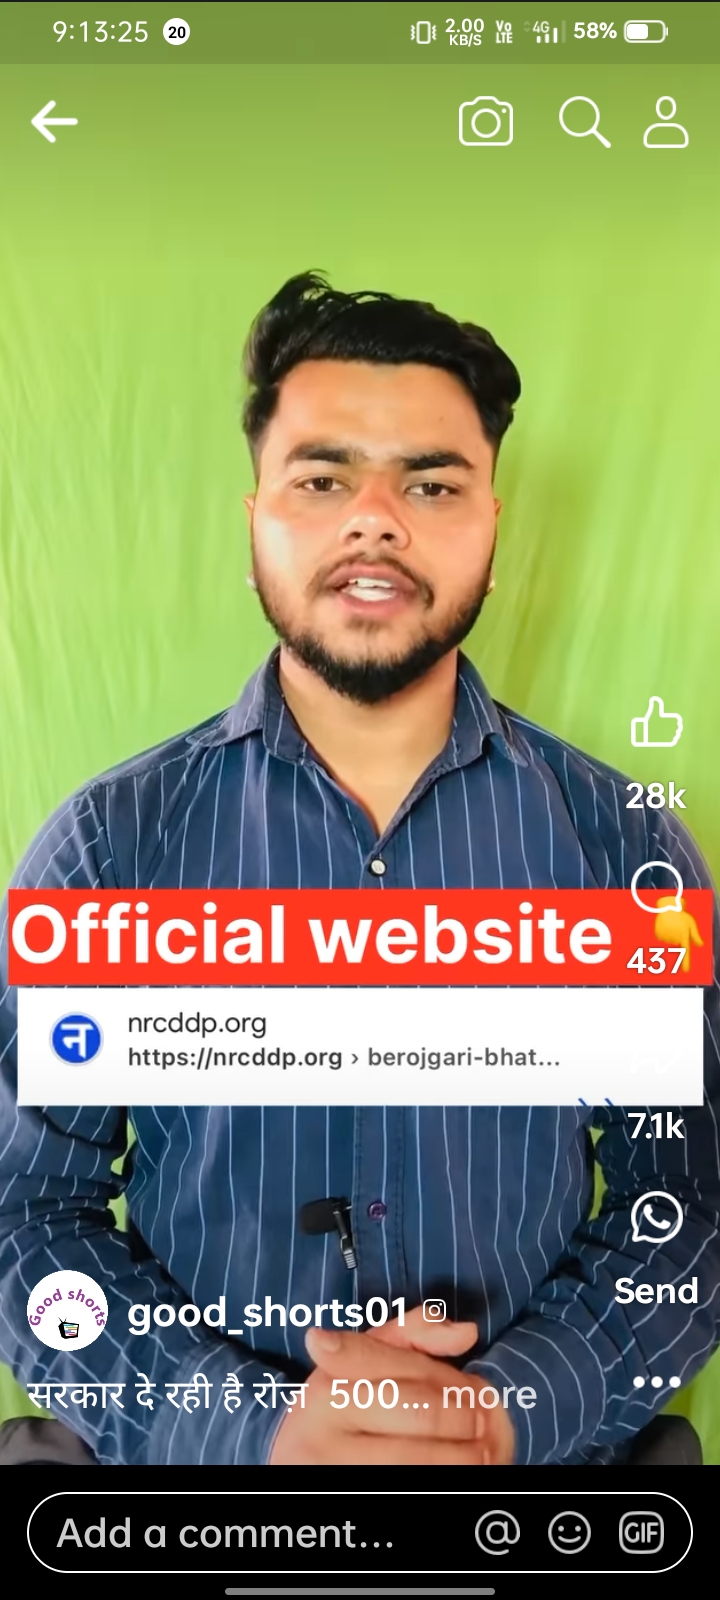 9:13:25 20 2.00 KB/S Vo LTE 4G 58%
28k
Official website 👇
437
nrcddp.org
https://nrcddp.org › berojgari-bhat...
7.1k
Send
Good shorts
good_shorts01
सरकार दे रही है रोज़ 500... more
Add a comment... GIF